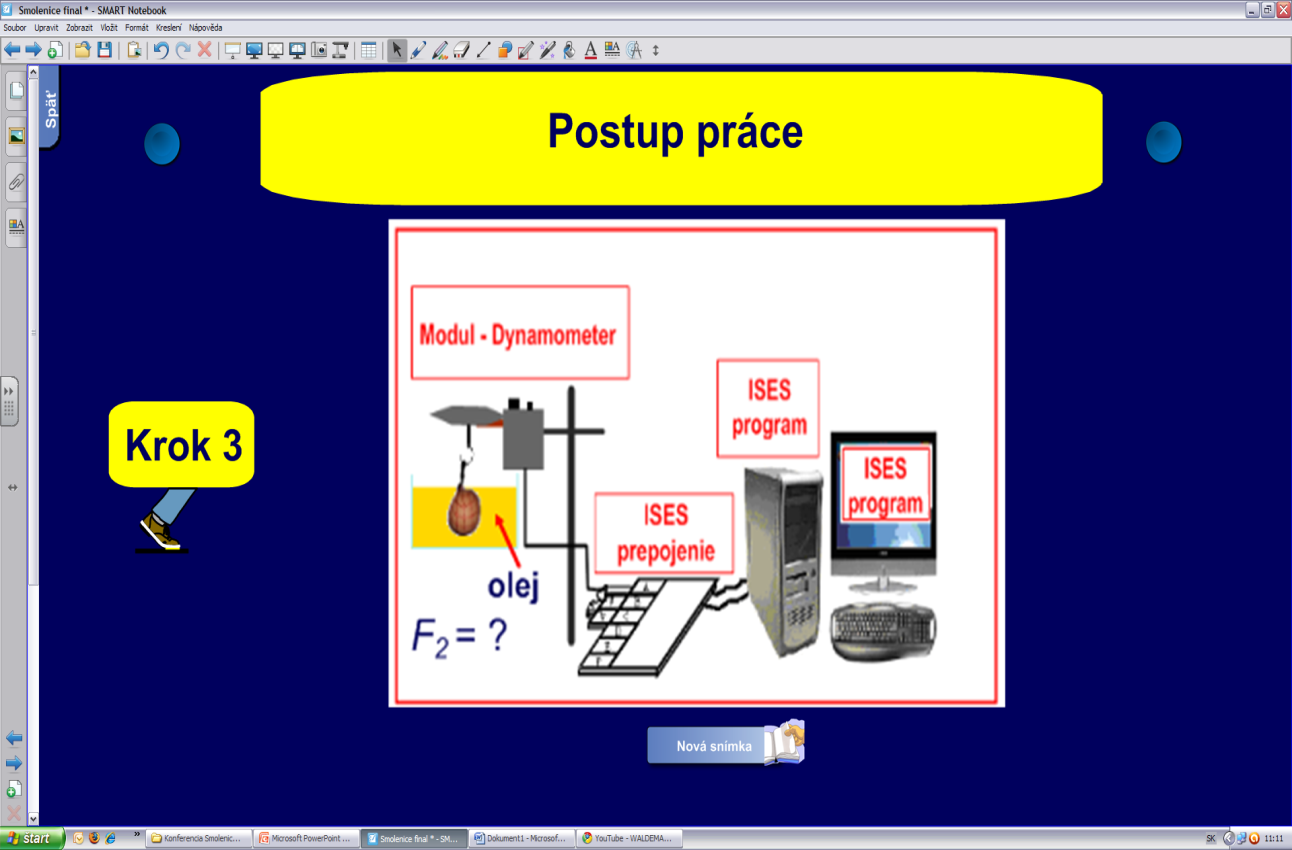 Smolenice final * - SMART Notebook
Soubor Upravit Zobrazit Vložit Formát Kreslení Nápověda
Späť
Postup práce
Krok 3
Modul - Dynamometer
ISES
program
ISES
program
ISES
prepojenie
olej
F2 = ?
Nová snimka
štart
Konferencia Smolenic...
Microsoft PowerPoint ...
Smolenice final * - SM...
Dokument1 - Microsof...
YouTube - WALDEMA...
SK
11:11